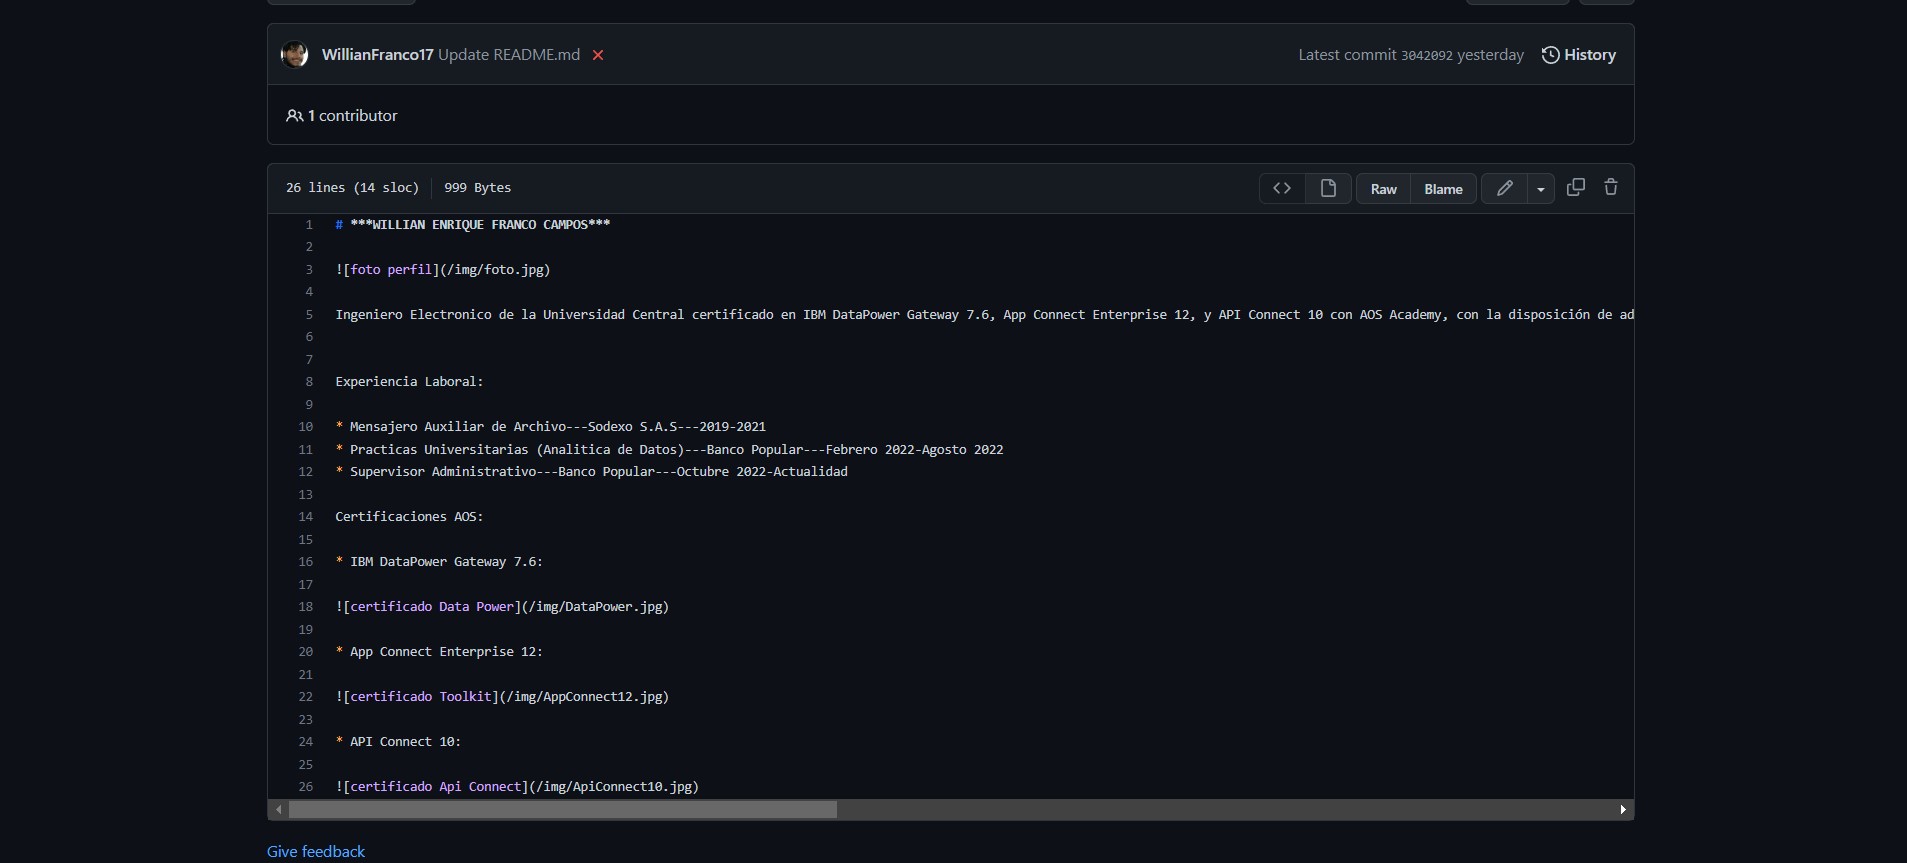 WillianFranco17 Update README.md
Latest commit 3042092 yesterday History
1 contributor
26 lines (14 sloc) 999 Bytes
Raw Blame
1 # ***WILLIAN ENRIQUE FRANCO CAMPOS***
2
3 ![foto perfil](/img/foto.jpg)
4
5 Ingeniero Electronico de la Universidad Central certificado en IBM DataPower Gateway 7.6, App Connect Enterprise 12, y API Connect 10 con AOS Academy, con la disposición de ad
6
7
8 Experiencia Laboral:
9
10 * Mensajero Auxiliar de Archivo---Sodexo S.A.S---2019-2021
11 * Practicas Universitarias (Analitica de Datos)---Banco Popular---Febrero 2022-Agosto 2022
12 * Supervisor Administrativo---Banco Popular---Octubre 2022-Actualidad
13
14 Certificaciones AOS:
15
16 * IBM DataPower Gateway 7.6:
17
18 ![certificado Data Power](/img/DataPower.jpg)
19
20 * App Connect Enterprise 12:
21
22 ![certificado Toolkit](/img/AppConnect12.jpg)
23
24 * API Connect 10:
25
26 ![certificado Api Connect](/img/ApiConnect10.jpg)
Give feedback